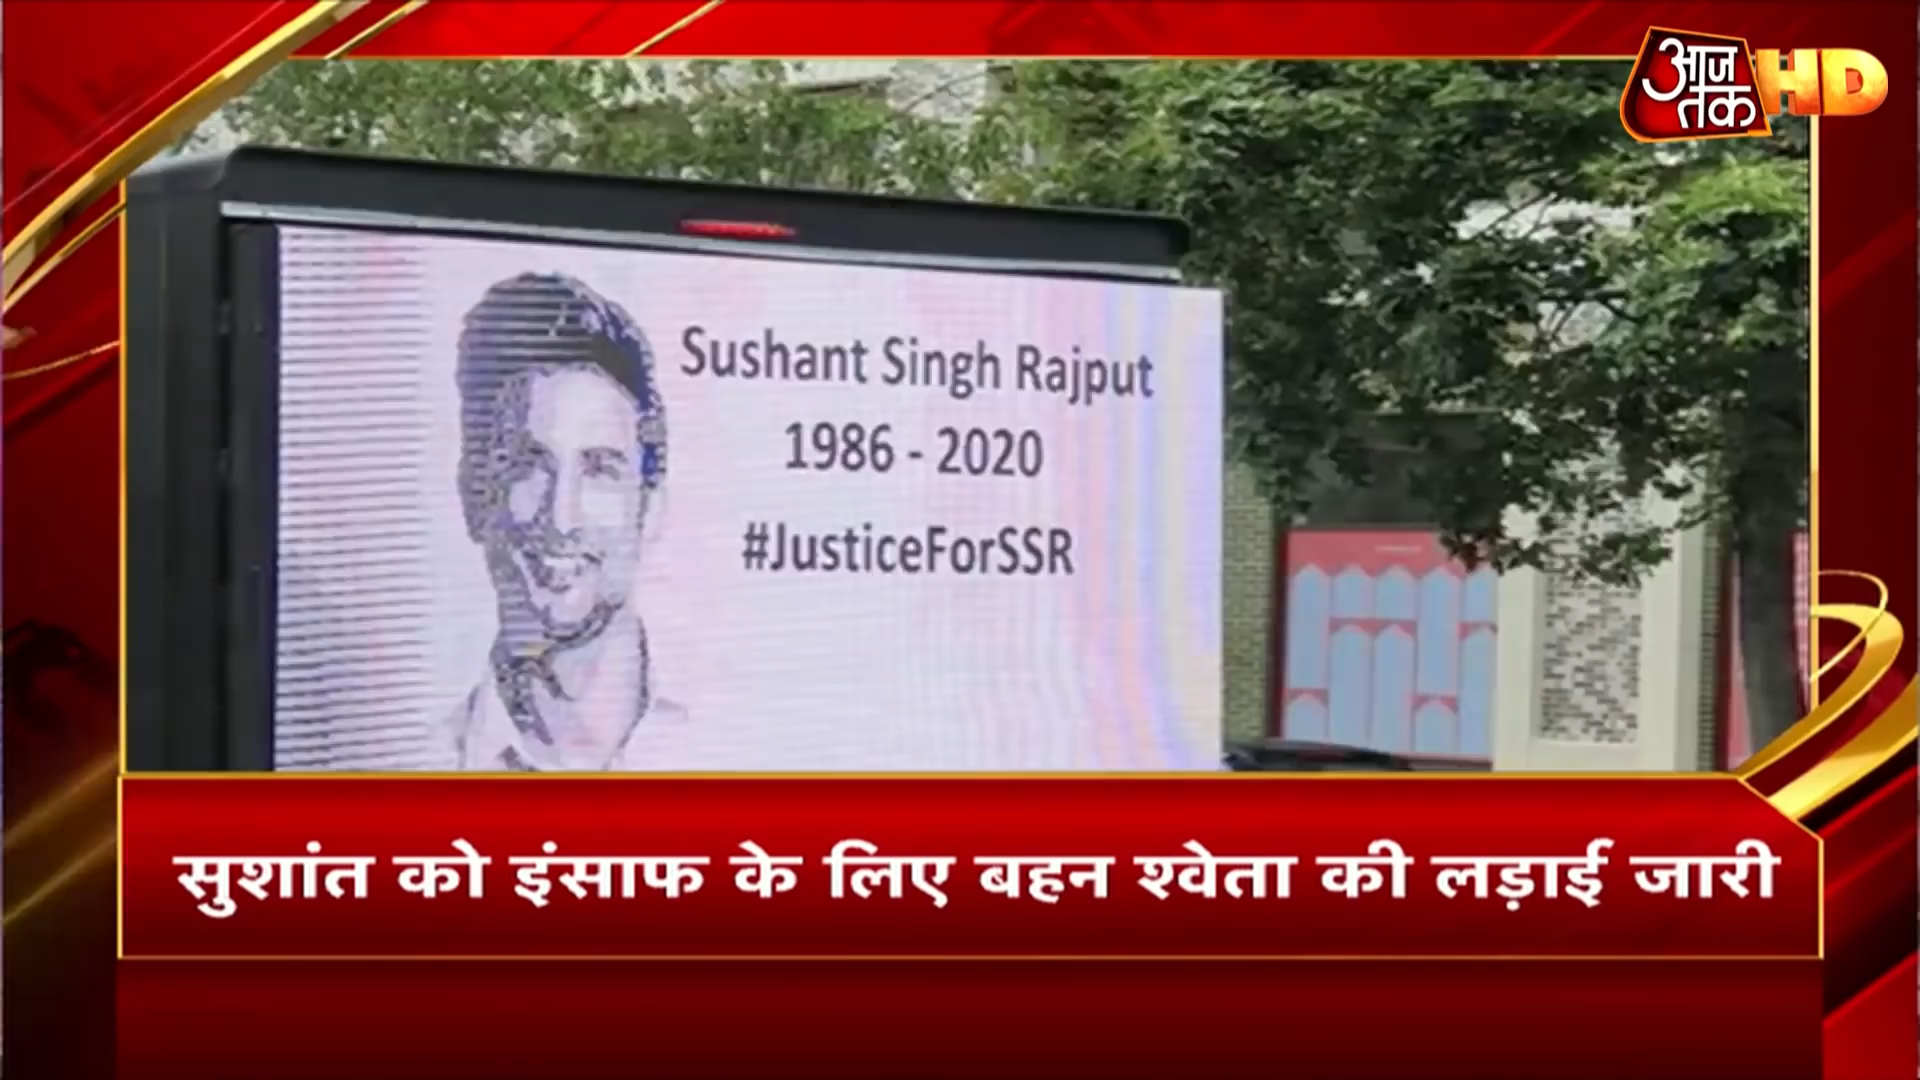 आज
तक HD
Sushant Singh Rajput
1986 - 2020
#JusticeForSSR
सुशांत को इंसाफ के लिए बहन श्वेता की लड़ाई जारी